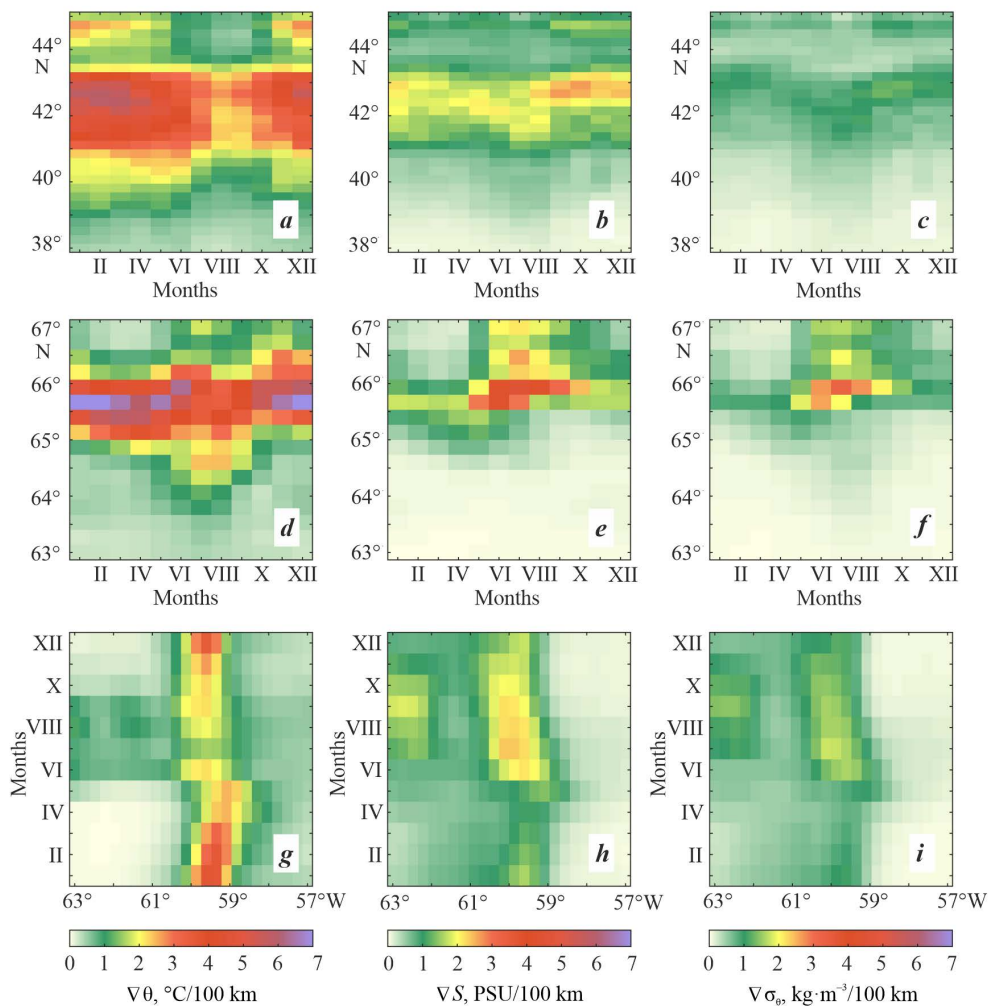 44°
N
42°
40°
38°
a
b
c
II IV VI VIII X XII
Months
II IV VI VIII X XII
Months
II IV VI VIII X XII
Months
67°
N
66°
65°
64°
63°
d
67°
N
66°
65°
64°
63°
e
67°
N
66°
65°
64°
63°
f
II IV VI VIII X XII
Months
II IV VI VIII X XII
Months
II IV VI VIII X XII
Months
XII
X
VIII
VI
IV
II
Months
g
XII
X
VIII
VI
IV
II
Months
h
XII
X
VIII
VI
IV
II
Months
i
63° 61° 59° 57°W
63° 61° 59° 57°W
63° 61° 59° 57°W
0 1 2 3 4 5 6 7
∇θ, °C/100 km
0 1 2 3 4 5 6 7
∇S, PSU/100 km
0 1 2 3 4 5 6 7
∇σ_θ, kg·m⁻³/100 km
44°
N
42°
40°
38°
44°
N
42°
40°
38°